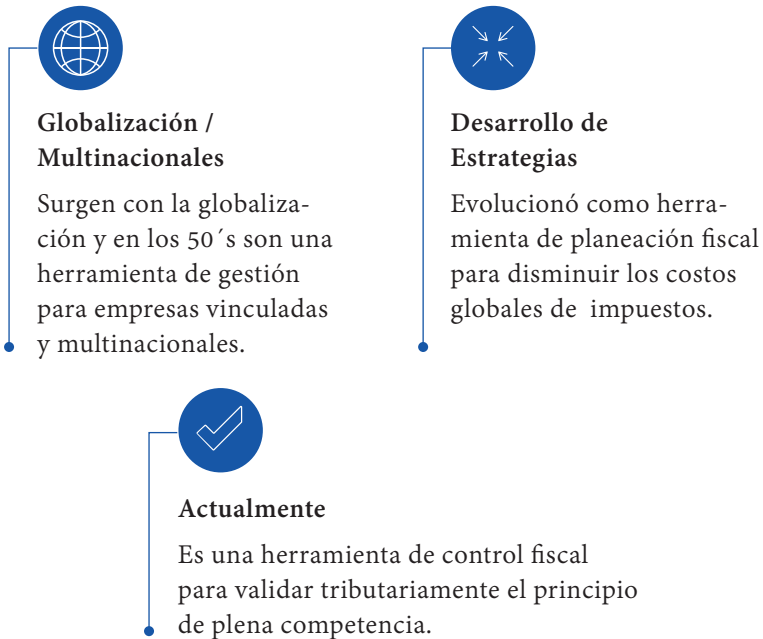 Globalización /
Multinacionales
Surgen con la globaliza-
ción y en los 50´s son una
herramienta de gestión
para empresas vinculadas
y multinacionales.
Desarrollo de
Estrategias
Evolucionó como herra-
mienta de planeación fiscal
para disminuir los costos
globales de  impuestos.
Actualmente
Es una herramienta de control fiscal
para validar tributariamente el principio
de plena competencia.